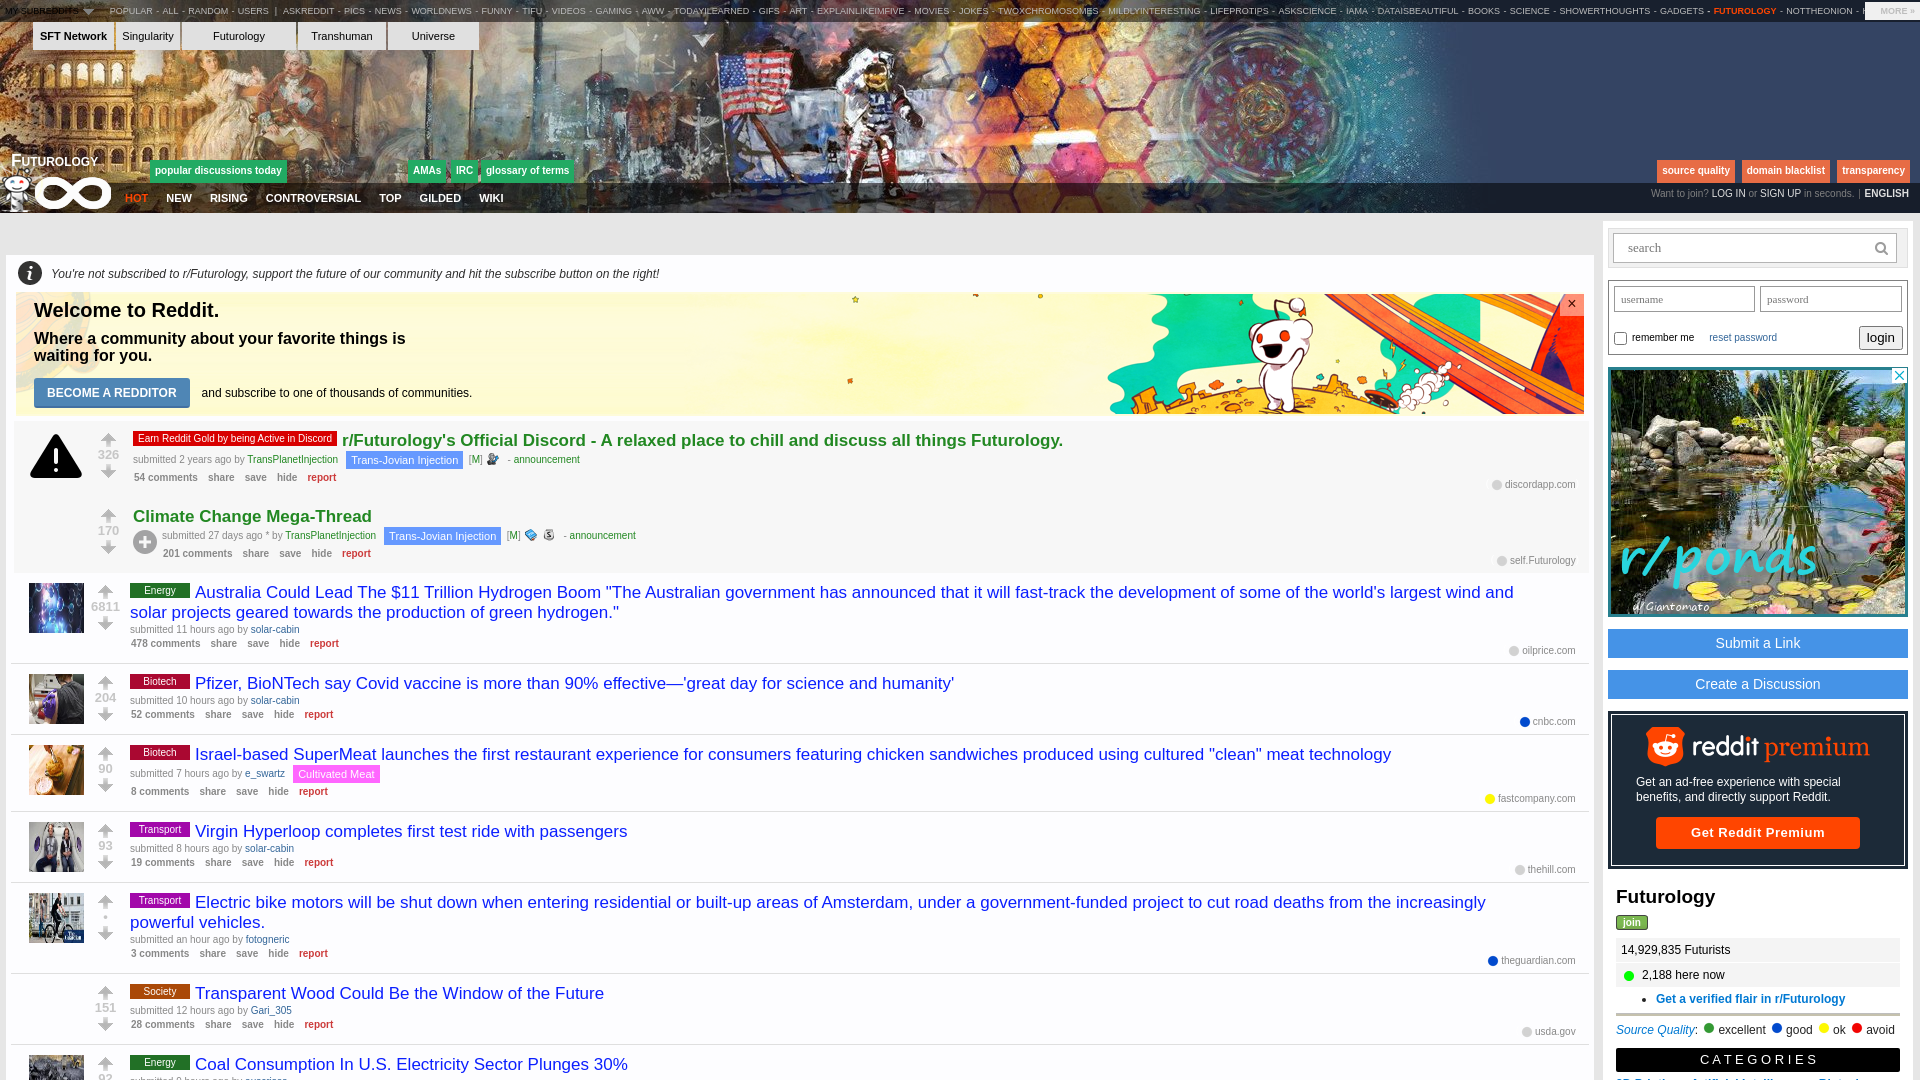 MY SUBREDDITS POPULAR - ALL - RANDOM - USERS | ASKREDDIT - PICS - NEWS - WORLDNEWS - FUNNY - TIFU - VIDEOS - GAMING - AWW - TODAYILEARNED - GIFS - ART - EXPLAINLIKEIMFIVE - MOVIES - JOKES - TWOXCHROMOSOMES - MILDLYINTERESTING - LIFEPROTIPS - ASKSCIENCE - IAMA - DATAISBEAUTIFUL - BOOKS - SCIENCE - SHOWERTHOUGHTS - GADGETS - FUTUROLOGY - NOTTHEONION - MORE »
SFT Network Singularity Futurology Transhuman Universe
FUTUROLOGY
popular discussions today AMAs IRC glossary of terms source quality domain blacklist transparency
HOT NEW RISING CONTROVERSIAL TOP GILDED WIKI
Want to join? LOG IN or SIGN UP in seconds. | ENGLISH
You're not subscribed to r/Futurology, support the future of our community and hit the subscribe button on the right!
Welcome to Reddit.
×
Where a community about your favorite things is
waiting for you.
BECOME A REDDITOR and subscribe to one of thousands of communities.
Earn Reddit Gold by being Active in Discord r/Futurology's Official Discord - A relaxed place to chill and discuss all things Futurology.
326
submitted 2 years ago by TransPlanetInjection Trans-Jovian Injection [M] - announcement
54 comments share save hide report
discordapp.com
Climate Change Mega-Thread
170
submitted 27 days ago * by TransPlanetInjection Trans-Jovian Injection [M] - announcement
201 comments share save hide report
self.Futurology
Energy Australia Could Lead The $11 Trillion Hydrogen Boom "The Australian government has announced that it will fast-track the development of some of the world's largest wind and
6811
solar projects geared towards the production of green hydrogen."
submitted 11 hours ago by solar-cabin
478 comments share save hide report
oilprice.com
Biotech Pfizer, BioNTech say Covid vaccine is more than 90% effective—'great day for science and humanity'
204
submitted 10 hours ago by solar-cabin
52 comments share save hide report
cnbc.com
Biotech Israel-based SuperMeat launches the first restaurant experience for consumers featuring chicken sandwiches produced using cultured "clean" meat technology
90
submitted 7 hours ago by e_swartz Cultivated Meat
8 comments share save hide report
fastcompany.com
Transport Virgin Hyperloop completes first test ride with passengers
93
submitted 8 hours ago by solar-cabin
19 comments share save hide report
thehill.com
Transport Electric bike motors will be shut down when entering residential or built-up areas of Amsterdam, under a government-funded project to cut road deaths from the increasingly
•
powerful vehicles.
submitted an hour ago by fotogneric
3 comments share save hide report
theguardian.com
Society Transparent Wood Could Be the Window of the Future
151
submitted 12 hours ago by Gari_305
28 comments share save hide report
usda.gov
Energy Coal Consumption In U.S. Electricity Sector Plunges 30%
92
search
username password
remember me reset password login
r/ponds
u/Giantomato
Submit a Link
Create a Discussion
reddit premium
Get an ad-free experience with special
benefits, and directly support Reddit.
Get Reddit Premium
Futurology
join
14,929,835 Futurists
2,188 here now
• Get a verified flair in r/Futurology
Source Quality: excellent good ok avoid
CATEGORIES